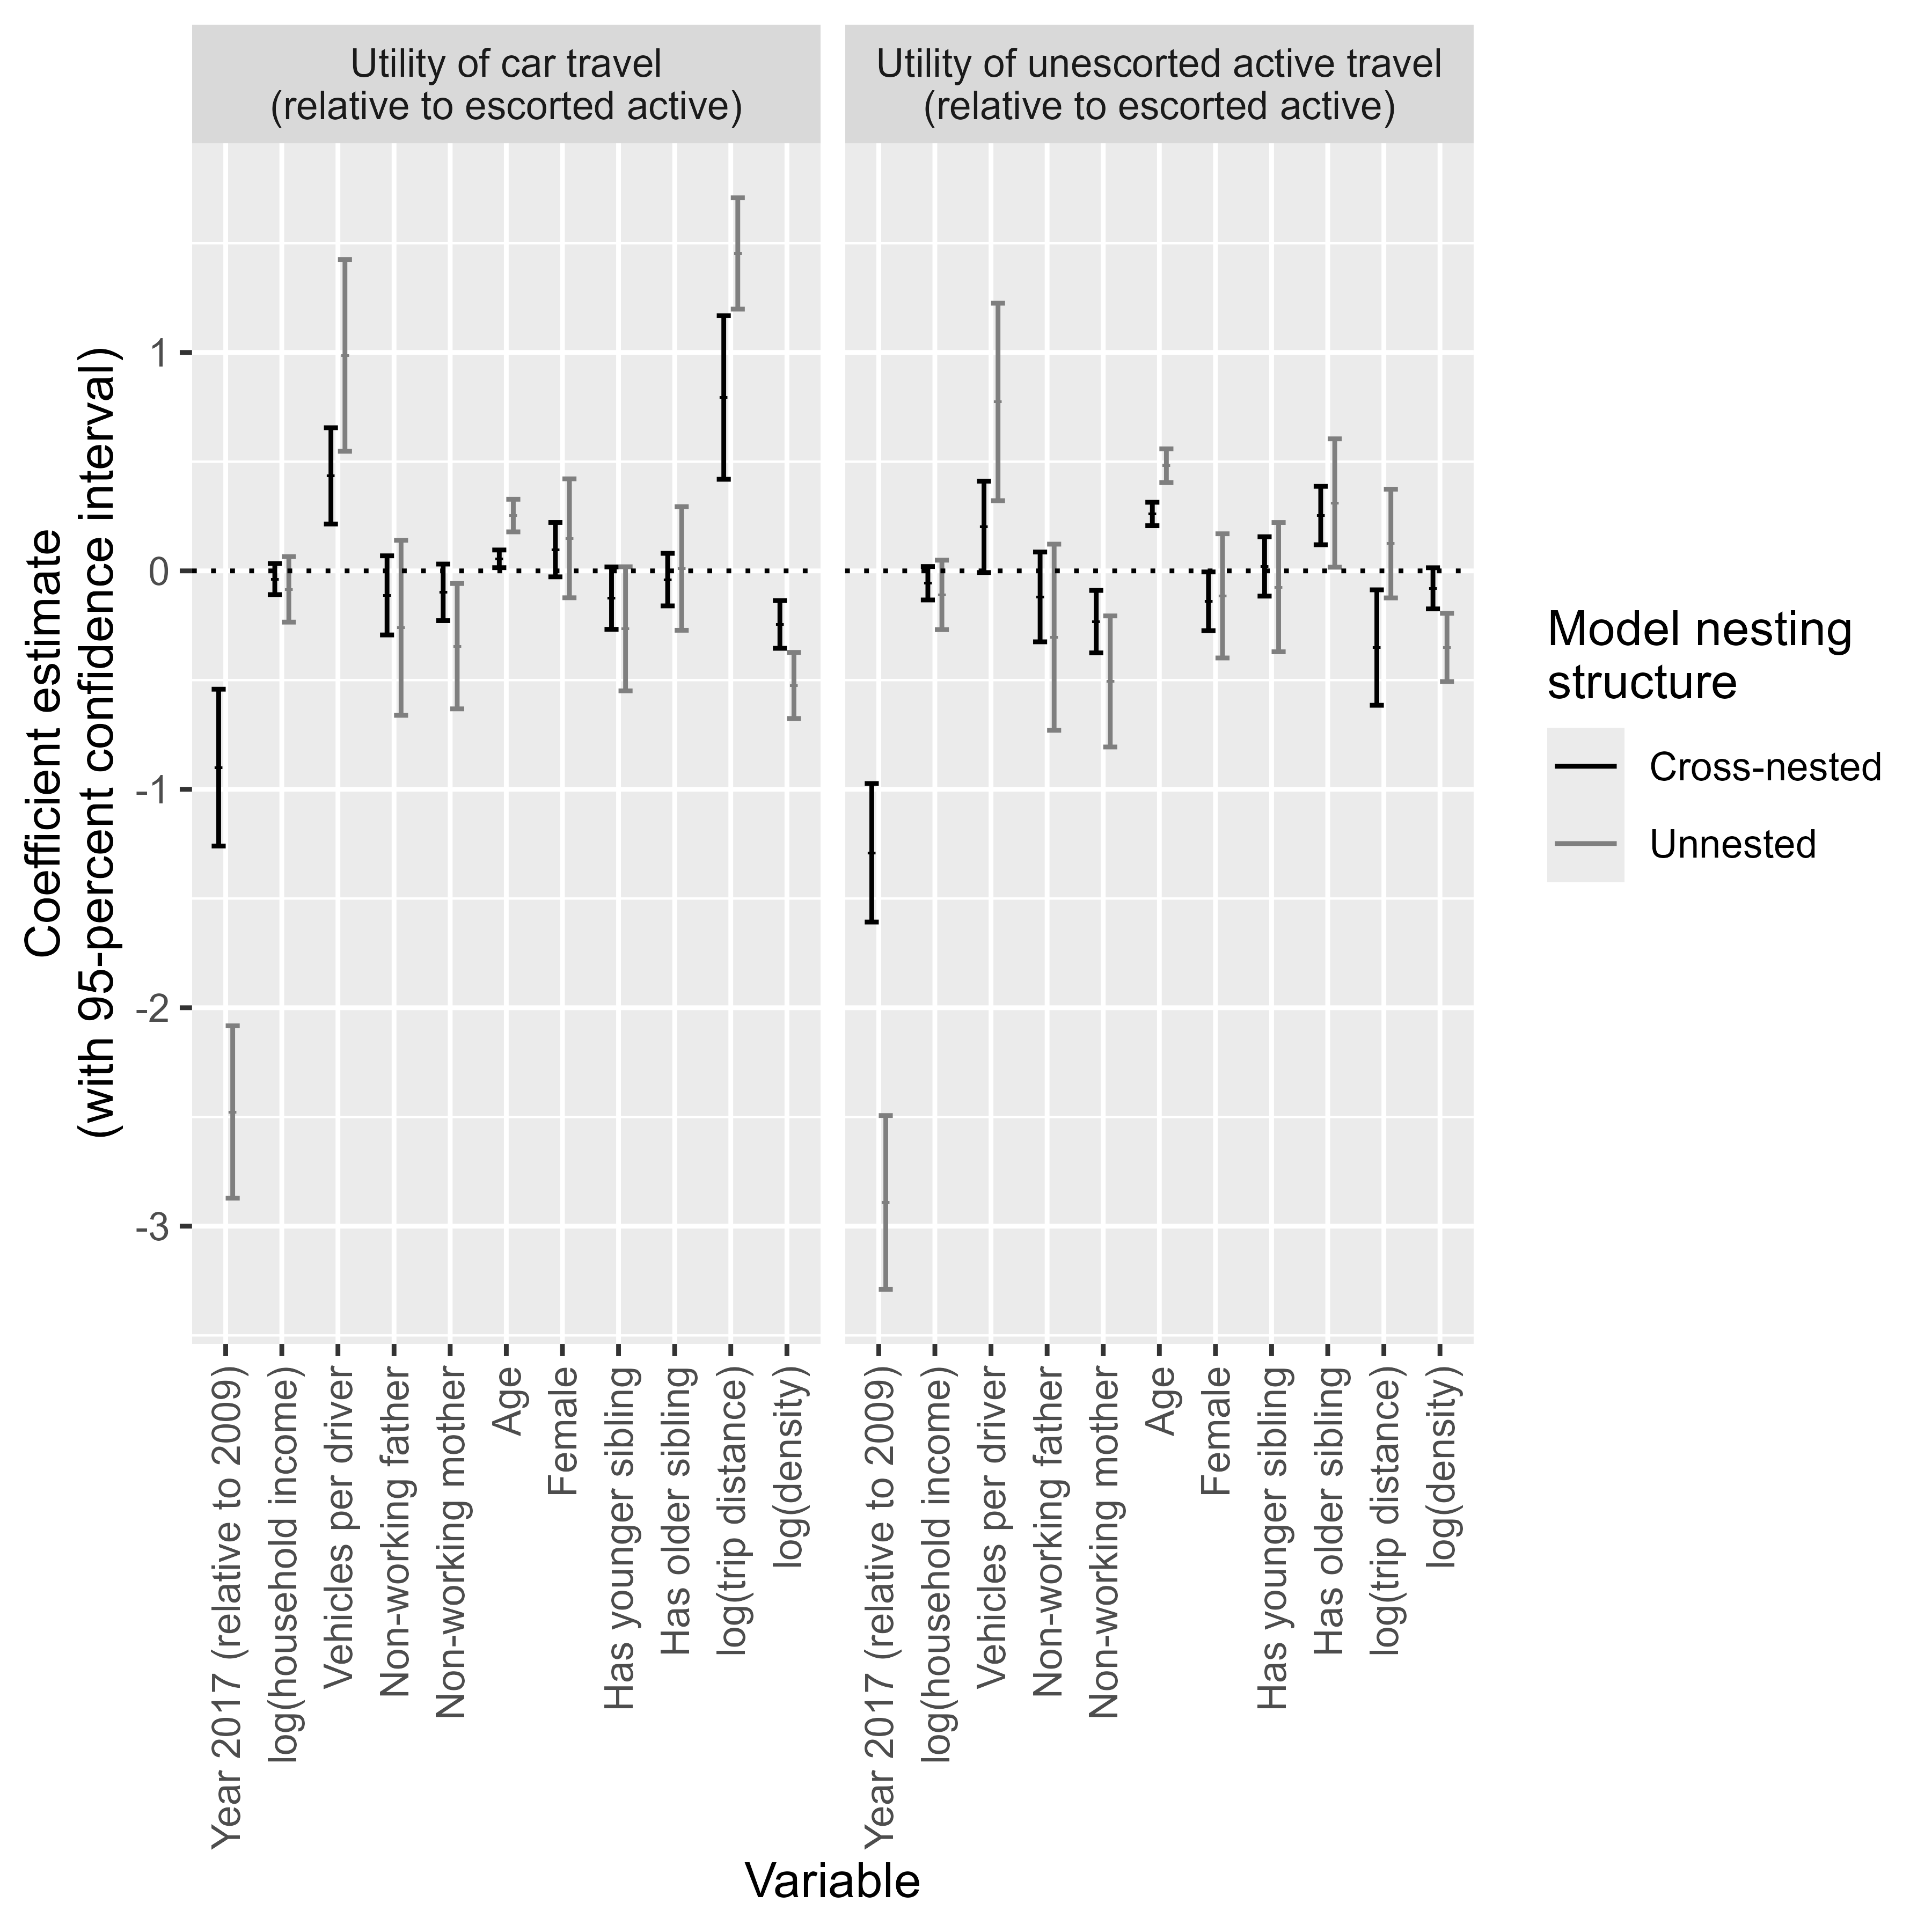 Utility of car travel
(relative to escorted active)
Utility of unescorted active travel
(relative to escorted active)
Coefficient estimate
(with 95-percent confidence interval)
1
0
-1
-2
-3
Year 2017 (relative to 2009)
log(household income)
Vehicles per driver
Non-working father
Non-working mother
Age
Female
Has younger sibling
Has older sibling
log(trip distance)
log(density)
Year 2017 (relative to 2009)
log(household income)
Vehicles per driver
Non-working father
Non-working mother
Age
Female
Has younger sibling
Has older sibling
log(trip distance)
log(density)
Variable
Model nesting
structure
Cross-nested
Unnested